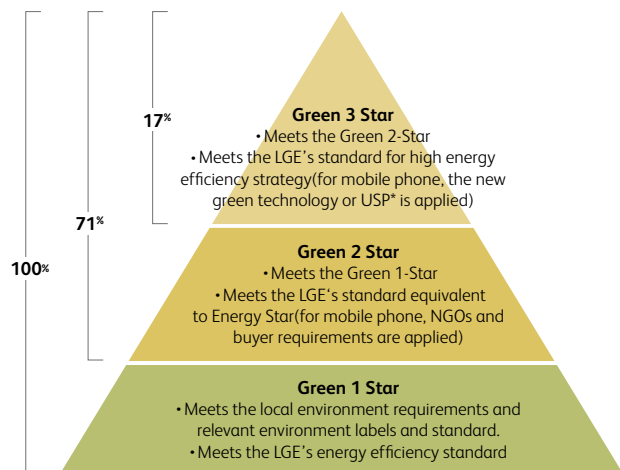 Green 3 Star
• Meets the Green 2-Star
• Meets the LGE’s standard for high energy
efficiency strategy(for mobile phone, the new
green technology or USP* is applied)
17%
Green 2 Star
• Meets the Green 1-Star
• Meets the LGE‘s standard equivalent
to Energy Star(for mobile phone, NGOs and
buyer requirements are applied)
71%
Green 1 Star
• Meets the local environment requirements and
relevant environment labels and standard.
• Meets the LGE’s energy efficiency standard
100%